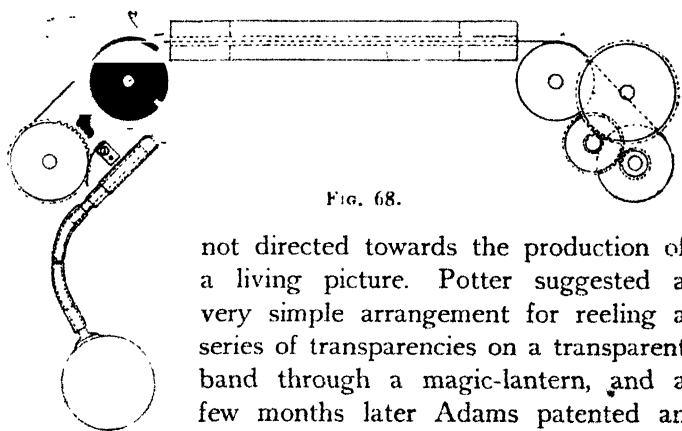 Fig. 68.
not directed towards the production of
a living picture. Potter suggested a
very simple arrangement for reeling a
series of transparencies on a transparent
band through a magic-lantern, and a
few months later Adams patented an